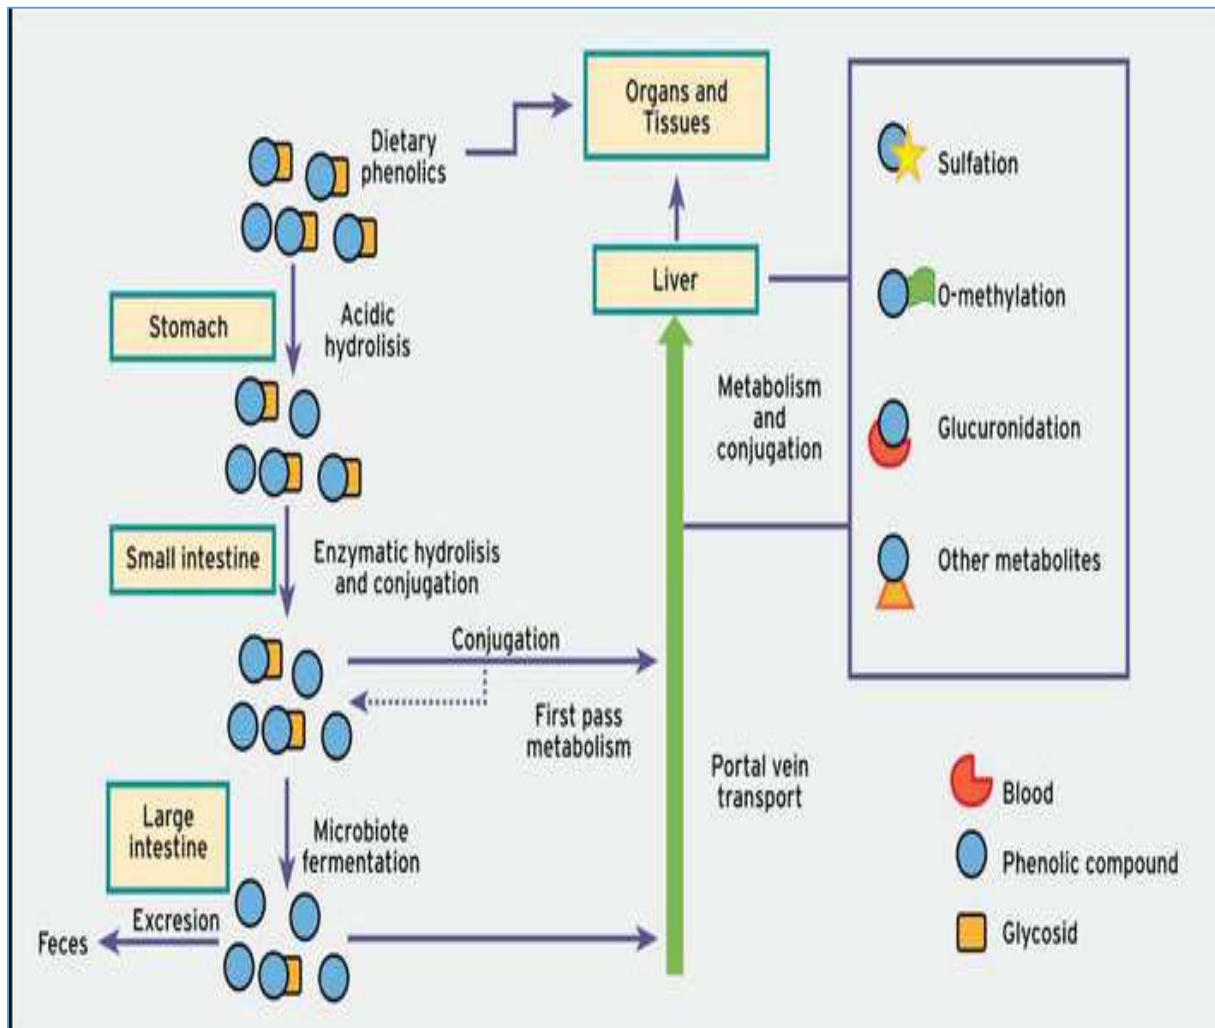 Dietary
phenolics
Organs and
Tissues
Liver
Stomach
Acidic
hydrolisis
Small intestine
Enzymatic hydrolisis
and conjugation
Conjugation
First pass
metabolism
Large
intestine
Microbiote
fermentation
Excresion
Feces
Metabolism
and
conjugation
Portal vein
transport
Sulfation
O-methylation
Glucuronidation
Other metabolites
Blood
Phenolic compound
Glycosid